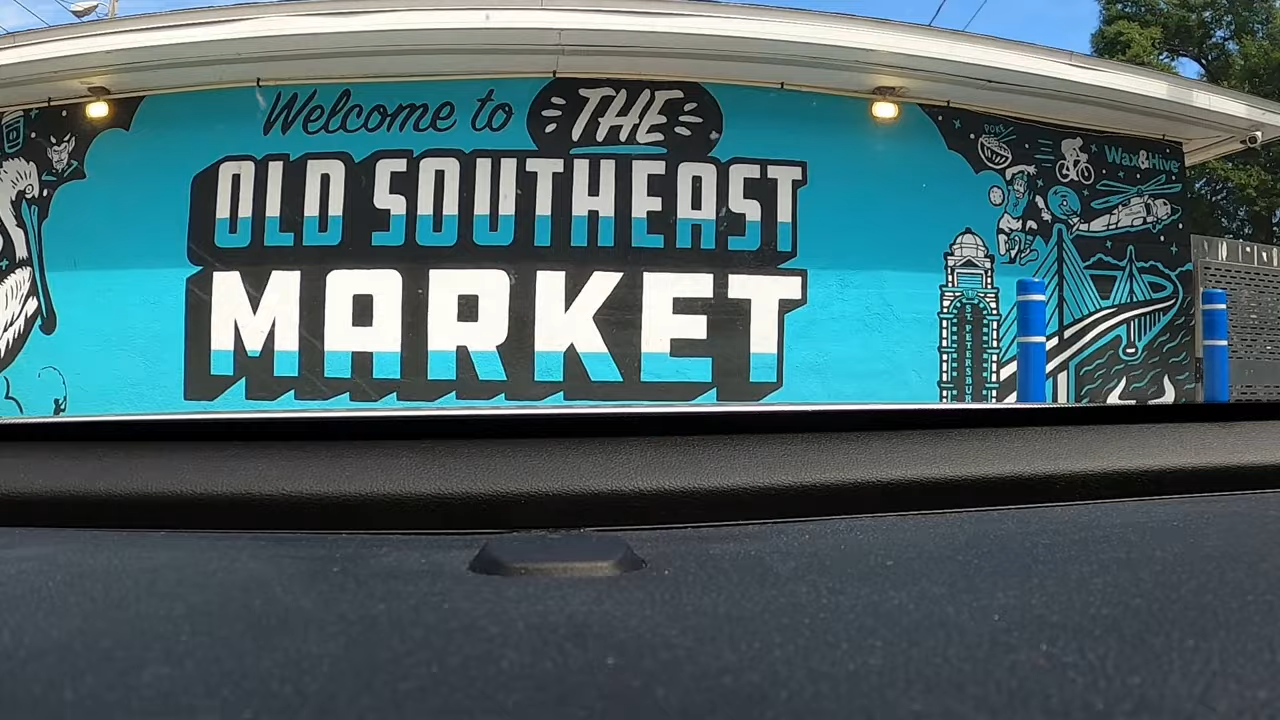 Welcome to THE
OLD SOUTHEAST
MARKET
POKE
Wax&Hive
ST. PETERSBURG